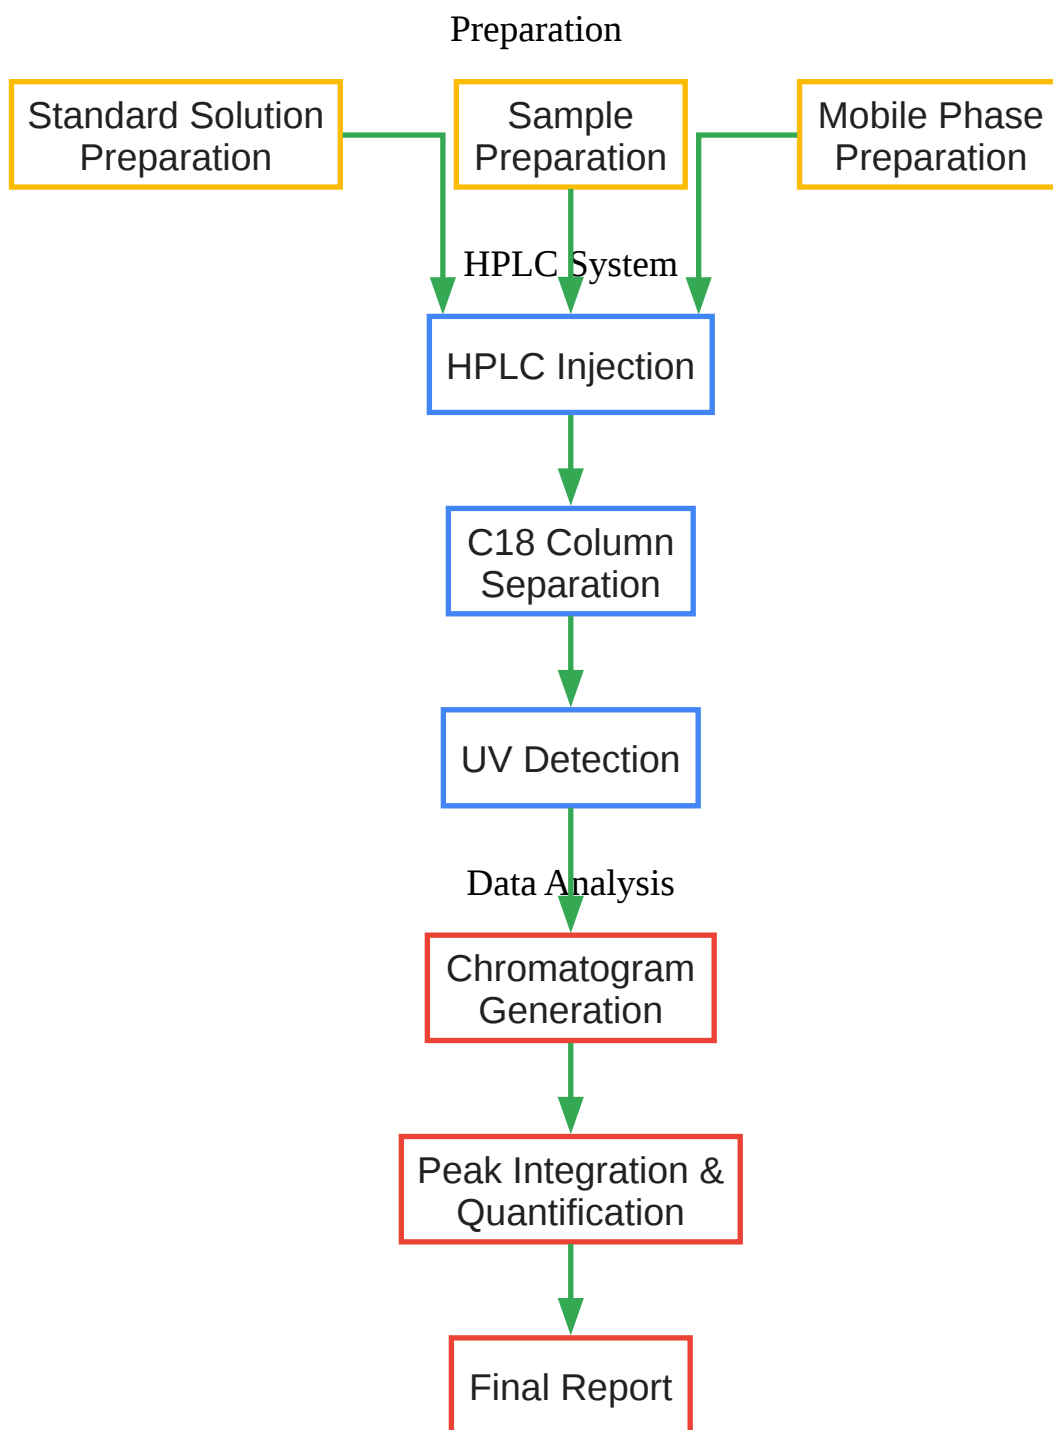 Preparation
Standard Solution
Preparation
Sample
Preparation
Mobile Phase
Preparation
HPLC System
HPLC Injection
C18 Column
Separation
UV Detection
Data Analysis
Chromatogram
Generation
Peak Integration &
Quantification
Final Report